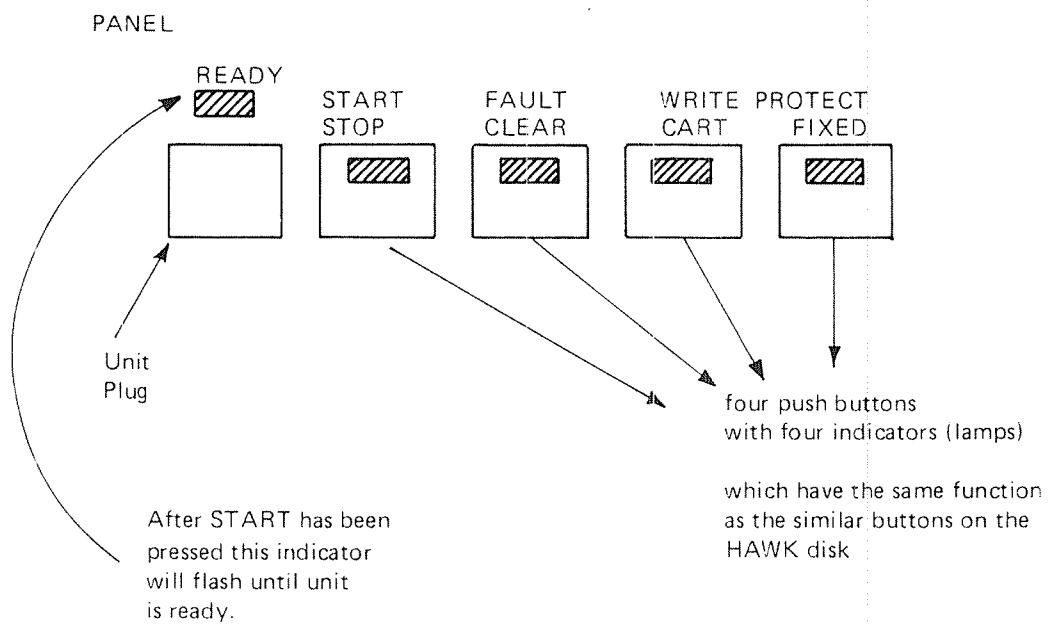 PANEL
READY
START
STOP
FAULT
CLEAR
WRITE PROTECT
CART FIXED
Unit
Plug
four push buttons
with four indicators (lamps)
which have the same function
as the similar buttons on the
HAWK disk
After START has been
pressed this indicator
will flash until unit
is ready.